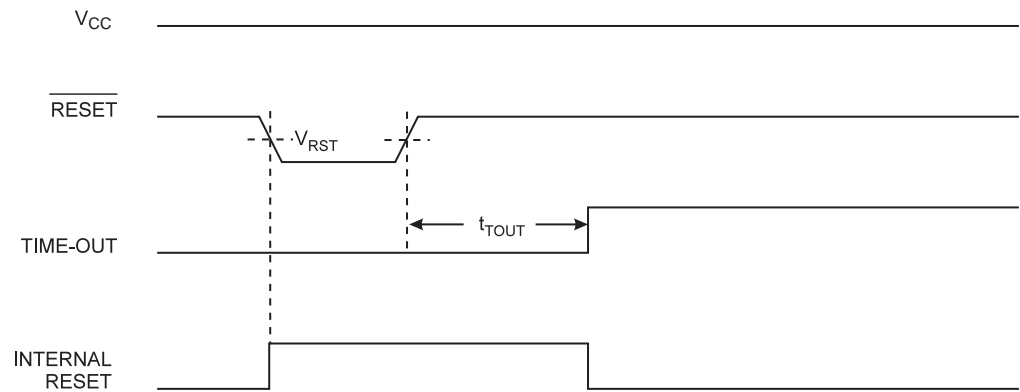 VCC
RESET
VRST
tTOUT
TIME-OUT
INTERNAL
RESET